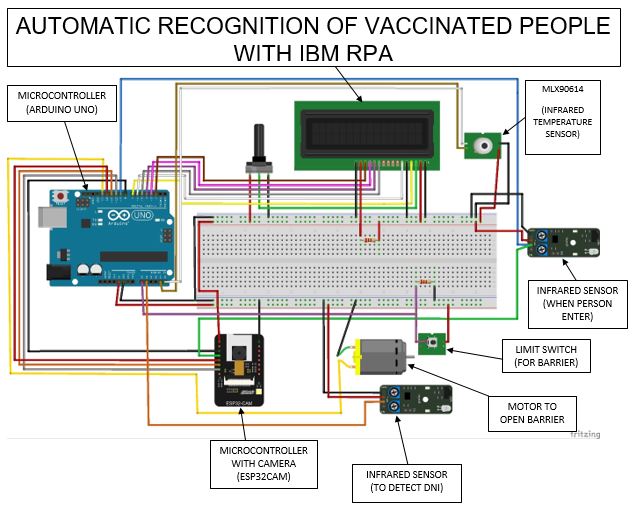 AUTOMATIC RECOGNITION OF VACCINATED PEOPLE
WITH IBM RPA
MICROCONTROLLER
(ARDUINO UNO)
MLX90614
(INFRARED
TEMPERATURE
SENSOR)
UNO
Arduino
INFRARED SENSOR
(WHEN PERSON
ENTER)
LIMIT SWITCH
(FOR BARRIER)
ESP32-CAM
MOTOR TO
OPEN BARRIER
fritzing
MICROCONTROLLER
WITH CAMERA
(ESP32CAM)
INFRARED SENSOR
(TO DETECT DNI)